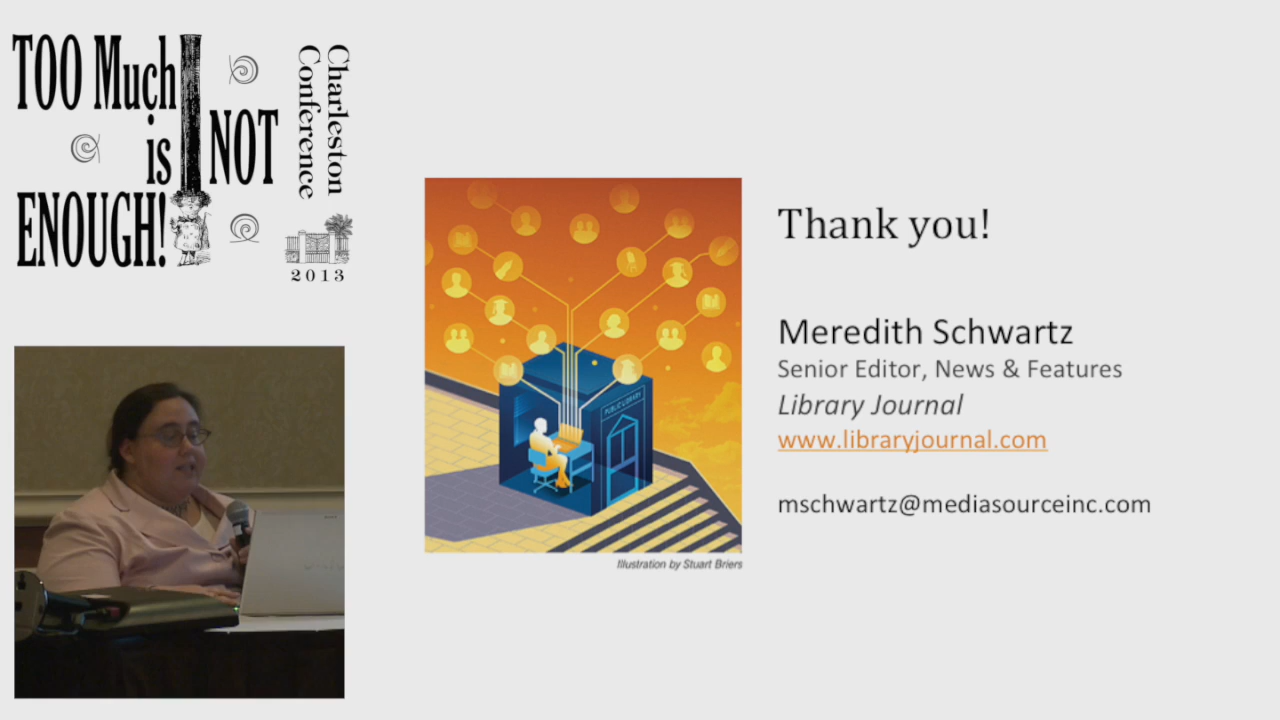 TOO Much
is NOT
ENOUGH!
Charleston
Conference
2013
PUBLIC LIBRARY
Illustration by Stuart Briers
Thank you!
Meredith Schwartz
Senior Editor, News & Features
Library Journal
www.libraryjournal.com
mschwartz@mediasourceinc.com